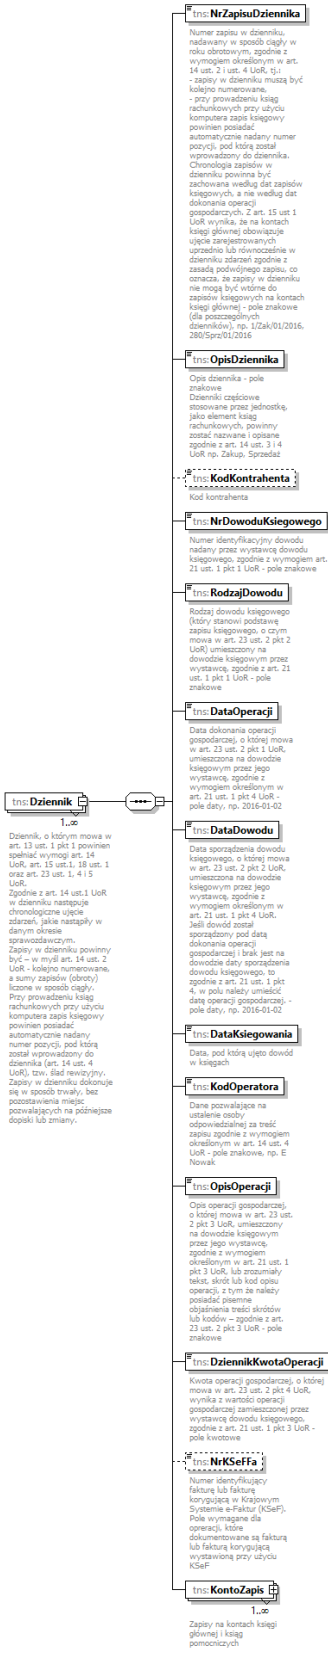 tns:NrZapisuDziennika
Numer zapisu w dzienniku,
nadawany w sposób ciągły w
roku obrotowym, zgodnie z
wymogiem określonym w art.
14 ust. 2 i ust. 4 UoR, tj.:
- zapisy w dzienniku muszą być
kolejno numerowane,
- przy prowadzeniu ksiąg
rachunkowych przy użyciu
komputera zapis księgowy
powinien posiadać
automatycznie nadany numer
pozycji, pod którą został
wprowadzony do dziennika.
Chronologia zapisów w
dzienniku powinna być
zachowana według dat zapisów
księgowych, a nie według dat
dokonania operacji
gospodarczych. Z art. 15 ust 1
UoR wynika, że na kontach
księgi głównej obowiązuje
ujęcie zarejestrowanych
uprzednio lub równocześnie w
dzienniku zdarzeń zgodnie z
zasadą podwójnego zapisu, co
oznacza, że zapisy w dzienniku
nie mogą być wtórne do
zapisów księgowych na kontach
księgi głównej - pole znakowe
(dla poszczególnych
dzienników), np. 1/Zak/01/2016,
280/Sprz/01/2016
tns:OpisDziennika
Opis dziennika - pole
znakowe
Dzienniki częściowe
stosowane przez jednostkę,
jako element ksiąg
rachunkowych, powinny
zostać nazwane i opisane
zgodnie z art. 14 ust. 3 i 4
UoR np. Zakup, Sprzedaż
tns:KodKontrahenta
Kod kontrahenta
tns:NrDowoduKsiegowego
Numer identyfikacyjny dowodu
nadany przez wystawcę dowodu
księgowego, zgodnie z wymogiem art.
21 ust. 1 pkt 1 UoR - pole znakowe
tns:RodzajDowodu
Rodzaj dowodu księgowego
(który stanowi podstawę
zapisu księgowego, o czym
mowa w art. 23 ust. 2 pkt 2
UoR) umieszczony na
dowodzie księgowym przez
wystawcę, zgodnie z art. 21
ust. 1 pkt 1 UoR - pole
znakowe
tns:DataOperacji
Data dokonania operacji
gospodarczej, o której mowa
w art. 23 ust. 2 pkt 1 UoR,
umieszczona na dowodzie
księgowym przez jego
wystawcę, zgodnie z
wymogiem określonym w
art. 21 ust. 1 pkt 4 UoR -
pole daty, np. 2016-01-02
tns:DataDowodu
Data sporządzenia dowodu
księgowego, o której mowa
w art. 23 ust. 2 pkt 2 UoR,
umieszczona na dowodzie
księgowym przez jego
wystawcę, zgodnie z
wymogiem określonym w
art. 21 ust. 1 pkt 4 UoR.
Jeśli dowód został
sporządzony pod datą
dokonania operacji
gospodarczej i brak jest na
dowodzie daty sporządzenia
dowodu księgowego, to
zgodnie z art. 21 ust. 1 pkt
4, w polu należy umieścić
datę operacji gospodarczej. -
pole daty, np. 2016-01-02
tns:DataKsiegowania
Data, pod którą ujęto dowód
w księgach
tns:KodOperatora
Dane pozwalające na
ustalenie osoby
odpowiedzialnej za treść
zapisu zgodnie z wymogiem
określonym w art. 14 ust. 4
UoR - pole znakowe, np. E
Nowak
tns:OpisOperacji
Opis operacji gospodarczej,
o której mowa w art. 23 ust.
2 pkt 3 UoR, umieszczony
na dowodzie księgowym
przez jego wystawcę,
zgodnie z wymogiem
określonym w art. 21 ust. 1
pkt 3 UoR, lub zrozumiały
tekst, skrót lub kod opisu
operacji, z tym że należy
posiadać pisemne
objaśnienia treści skrótów
lub kodów – zgodnie z art.
23 ust. 2 pkt 3 UoR - pole
znakowe
tns:DziennikKwotaOperacji
Kwota operacji gospodarczej, o której
mowa w art. 23 ust. 2 pkt 4 UoR,
wynika z wartości operacji
gospodarczej zamieszczonej przez
wystawcę dowodu księgowego,
zgodnie z art. 21 ust. 1 pkt 3 UoR -
pole kwotowe
tns:NrKSeFFa
Numer identyfikujący
fakturę lub fakturę
korygującą w Krajowym
Systemie e-Faktur (KSeF).
Pole wymagane dla
opreracji, które
dokumentowane są fakturą
lub fakturą korygującą
wystawioną przy użyciu
KSeF
tns:KontoZapis
1..∞
Zapisy na kontach księgi
głównej i ksiąg
pomocniczych
tns:Dziennik
1..∞
Dziennik, o którym mowa w
art. 13 ust. 1 pkt 1 powinien
spełniać wymogi art. 14
UoR, art. 15 ust.1. 18 ust. 1
oraz art. 23 ust. 1, 4 i 5
UoR.
Zgodnie z art. 14 ust.1 UoR
w dzienniku następuje
chronologiczne ujęcie
zdarzeń, jakie nastąpiły w
danym okresie
sprawozdawczym.
Zapisy w dzienniku powinny
być – w myśl art. 14 ust. 2
UoR - kolejno numerowane,
a sumy zapisów (obroty)
liczone w sposób ciągły.
Przy prowadzeniu ksiąg
rachunkowych przy użyciu
komputera zapis księgowy
powinien posiadać
automatycznie nadany
numer pozycji, pod którą
został wprowadzony do
dziennika (art. 14 ust. 4
UoR), tzw. ślad rewizyjny.
Zapisy w dzienniku dokonuje
się w sposób trwały, bez
pozostawienia miejsc
pozwalających na późniejsze
dopiski lub zmiany.